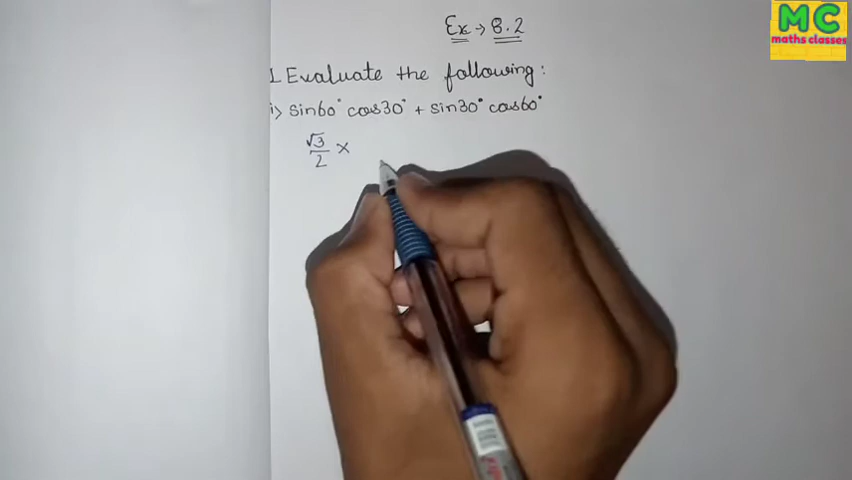 Ex → 8.2
MC
maths classes
1 Evaluate the following:
i> sin60° cos30° + sin30° cos60°
√3/2 ×